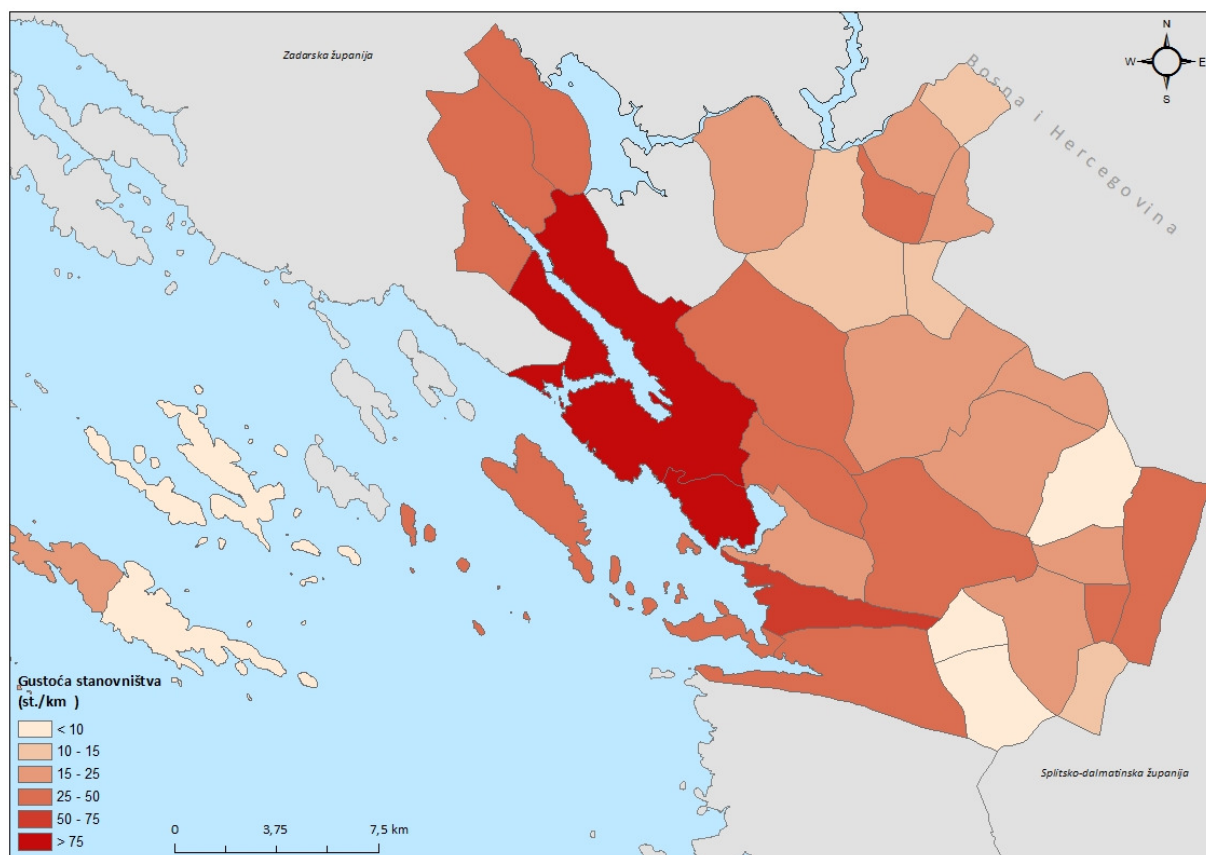 Zadarska županija
N
W E
S
Bosna i Hercegovina
Gustoća stanovništva
(st./km )
< 10
10 - 15
15 - 25
25 - 50
50 - 75
> 75
0 3,75 7,5 km
Splitsko-dalmatinska županija